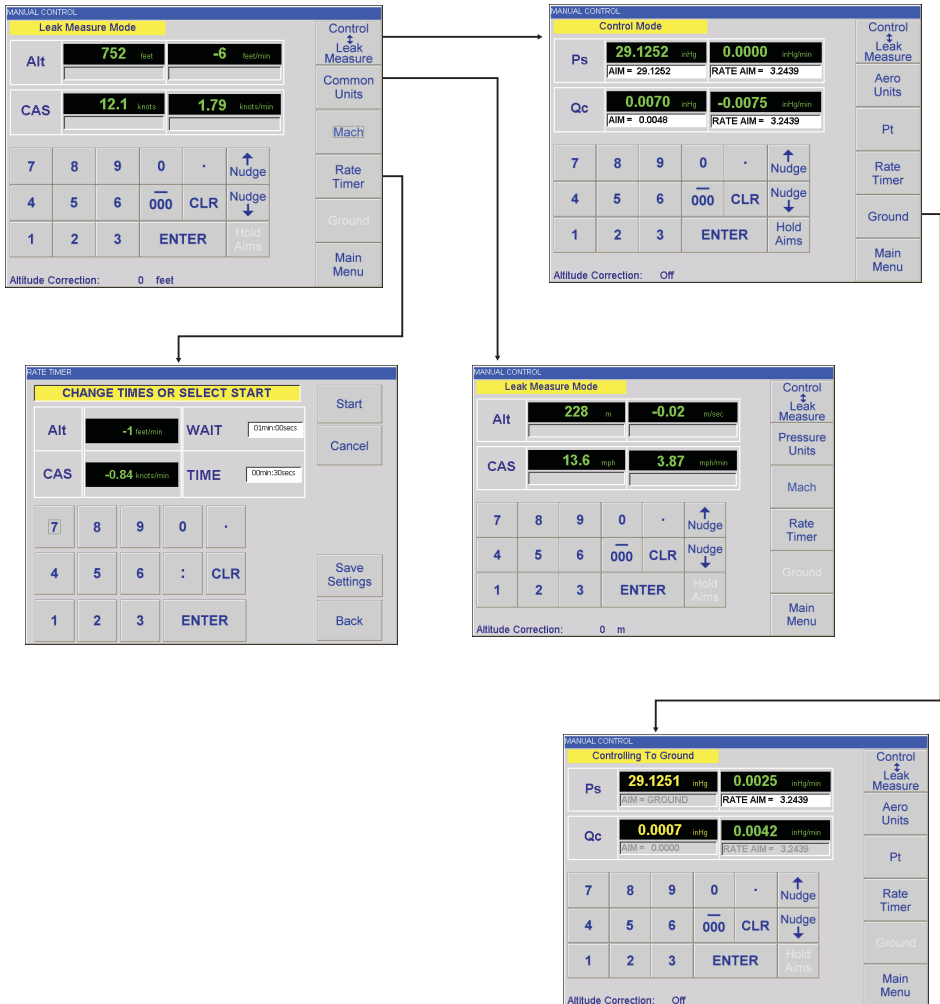 MANUAL CONTROL
Leak Measure Mode
Alt 752 feet -6 feet/min
CAS 12.1 knots 1.79 knots/min
7 8 9 0 · ↑ Nudge
4 5 6 000 CLR Nudge ↓
1 2 3 ENTER Hold Aims
Altitude Correction: 0 feet
Control
↕
Leak
Measure
Common
Units
Mach
Rate
Timer
Ground
Main
Menu
MANUAL CONTROL
Control Mode
Ps 29.1252 inHg 0.0000 inHg/min
AIM = 29.1252 RATE AIM = 3.2439
Qc 0.0070 inHg -0.0075 inHg/min
AIM = 0.0048 RATE AIM = 3.2439
7 8 9 0 · ↑ Nudge
4 5 6 000 CLR Nudge ↓
1 2 3 ENTER Hold Aims
Altitude Correction: Off
Control
↕
Leak
Measure
Aero
Units
Pt
Rate
Timer
Ground
Main
Menu
RATE TIMER
CHANGE TIMES OR SELECT START
Alt -1 feet/min WAIT 01min:00secs
CAS -0.84 knots/min TIME 00min:30secs
7 8 9 0 ·
4 5 6 : CLR
1 2 3 ENTER
Start
Cancel
Save
Settings
Back
MANUAL CONTROL
Leak Measure Mode
Alt 228 m -0.02 m/sec
CAS 13.6 mph 3.87 mph/min
7 8 9 0 · ↑ Nudge
4 5 6 000 CLR Nudge ↓
1 2 3 ENTER Hold Aims
Altitude Correction: 0 m
Control
↕
Leak
Measure
Pressure
Units
Mach
Rate
Timer
Ground
Main
Menu
MANUAL CONTROL
Controlling To Ground
Ps 29.1251 inHg 0.0025 inHg/min
AIM = GROUND RATE AIM = 3.2439
Qc 0.0007 inHg 0.0042 inHg/min
AIM = 0.0000 RATE AIM = 3.2439
7 8 9 0 · ↑ Nudge
4 5 6 000 CLR Nudge ↓
1 2 3 ENTER Hold Aims
Altitude Correction: Off
Control
↕
Leak
Measure
Aero
Units
Pt
Rate
Timer
Ground
Main
Menu